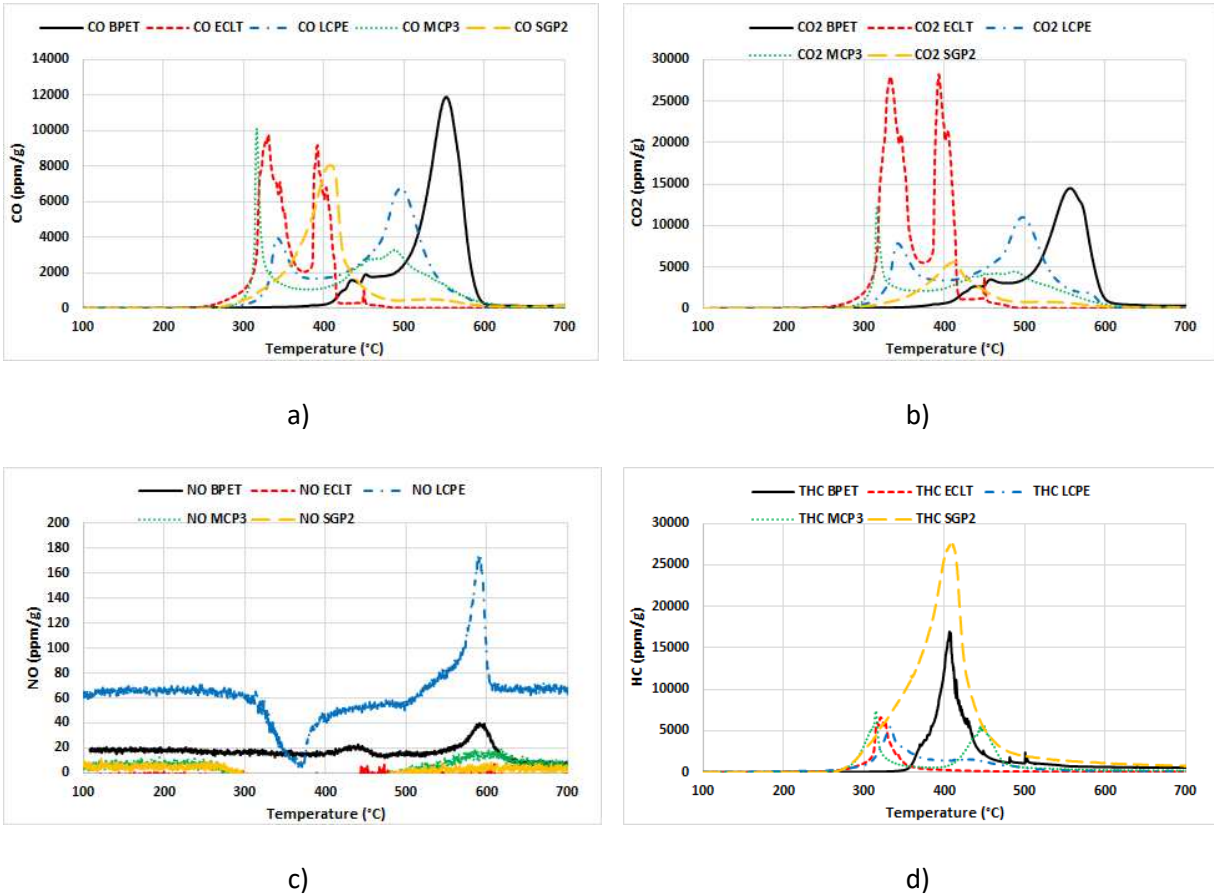 CO BPET CO ECLT CO LCPE CO MCP3 CO SGP2
14000
12000
10000
8000
6000
4000
2000
0
CO (ppm/g)
100 200 300 400 500 600 700
Temperature (°C)
a)
CO2 BPET CO2 ECLT CO2 LCPE
CO2 MCP3 CO2 SGP2
30000
25000
20000
15000
10000
5000
0
CO2 (ppm/g)
100 200 300 400 500 600 700
Temperature (°C)
b)
NO BPET NO ECLT NO LCPE
NO MCP3 NO SGP2
200
180
160
140
120
100
80
60
40
20
0
NO (ppm/g)
100 200 300 400 500 600 700
Temperature (°C)
c)
THC BPET THC ECLT THC LCPE
THC MCP3 THC SGP2
30000
25000
20000
15000
10000
5000
0
HC (ppm/g)
100 200 300 400 500 600 700
Temperature (°C)
d)